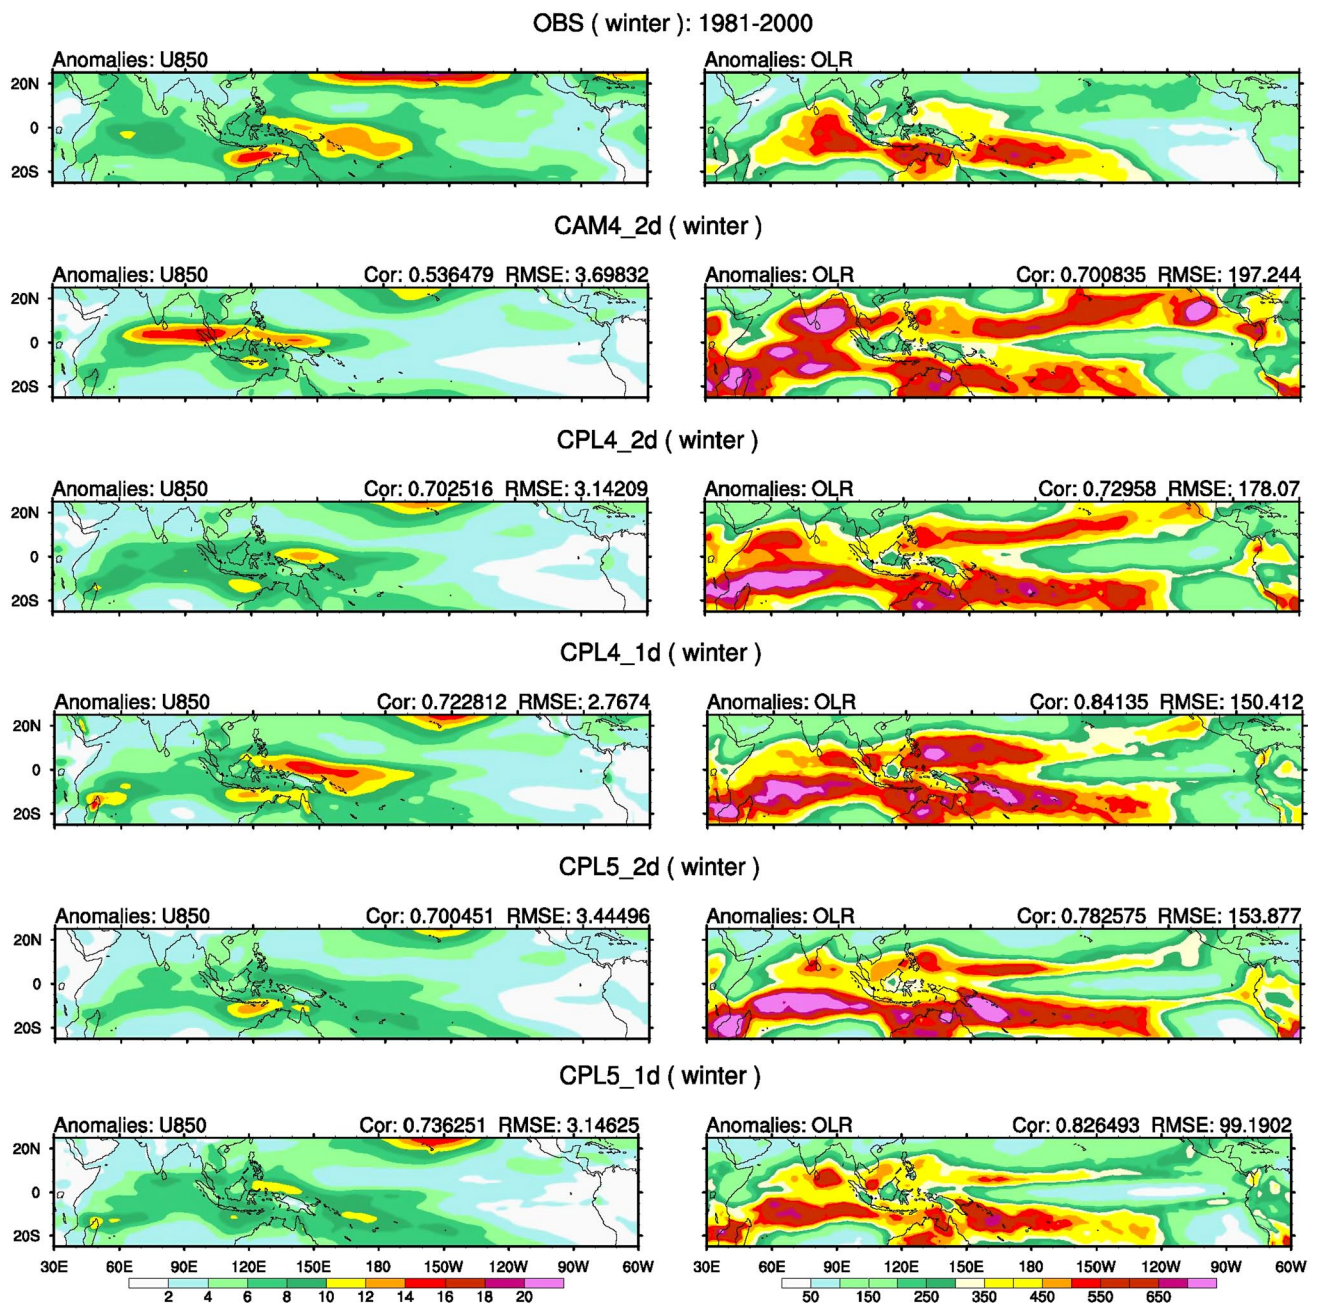 OBS ( winter ): 1981-2000
Anomalies: U850
Anomalies: OLR
20N
0
20S
CAM4_2d ( winter )
Anomalies: U850 Cor: 0.536479 RMSE: 3.69832
Anomalies: OLR Cor: 0.700835 RMSE: 197.244
20N
0
20S
CPL4_2d ( winter )
Anomalies: U850 Cor: 0.702516 RMSE: 3.14209
Anomalies: OLR Cor: 0.72958 RMSE: 178.07
20N
0
20S
CPL4_1d ( winter )
Anomalies: U850 Cor: 0.722812 RMSE: 2.7674
Anomalies: OLR Cor: 0.84135 RMSE: 150.412
20N
0
20S
CPL5_2d ( winter )
Anomalies: U850 Cor: 0.700451 RMSE: 3.44496
Anomalies: OLR Cor: 0.782575 RMSE: 153.877
20N
0
20S
CPL5_1d ( winter )
Anomalies: U850 Cor: 0.736251 RMSE: 3.14625
Anomalies: OLR Cor: 0.826493 RMSE: 99.1902
20N
0
20S
30E 60E 90E 120E 150E 180 150W 120W 90W 60W
30E 60E 90E 120E 150E 180 150W 120W 90W 60W
2 4 6 8 10 12 14 16 18 20
50 150 250 350 450 550 650